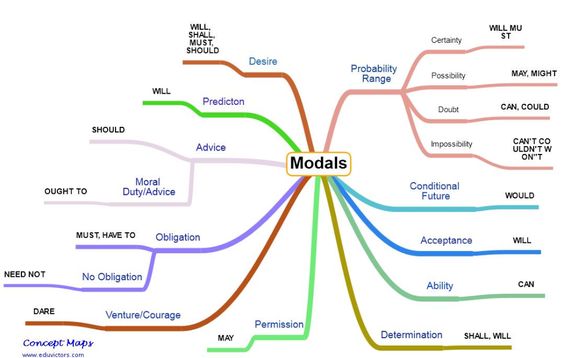 WILL,
SHALL,
MUST,
SHOULD
Desire
WILL
Predicton
SHOULD
Advice
OUGHT TO
Moral
Duty/Advice
MUST, HAVE TO
Obligation
NEED NOT
No Obligation
DARE
Venture/Courage
MAY
Permission
Modals
Probability
Range
Certainty
WILL MU
ST
Possibility
MAY, MIGHT
Doubt
CAN, COULD
Impossibility
CAN'T CO
ULDN'T W
ON"T
Conditional
Future
WOULD
Acceptance
WILL
Ability
CAN
Determination
SHALL, WILL
Concept Maps
www.eduvictors.com